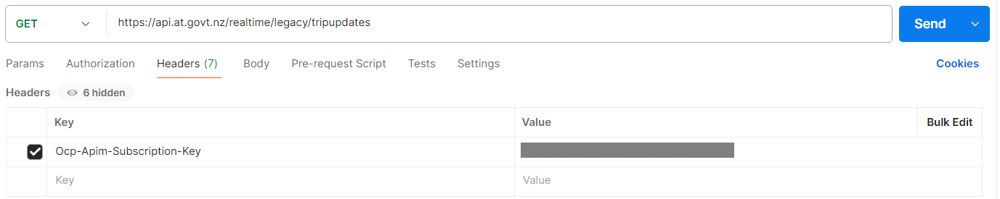 GET https://api.at.govt.nz/realtime/legacy/tripupdates Send
Params Authorization Headers (7) Body Pre-request Script Tests Settings Cookies
Headers 6 hidden
Key Value Bulk Edit
Ocp-Apim-Subscription-Key
Key Value